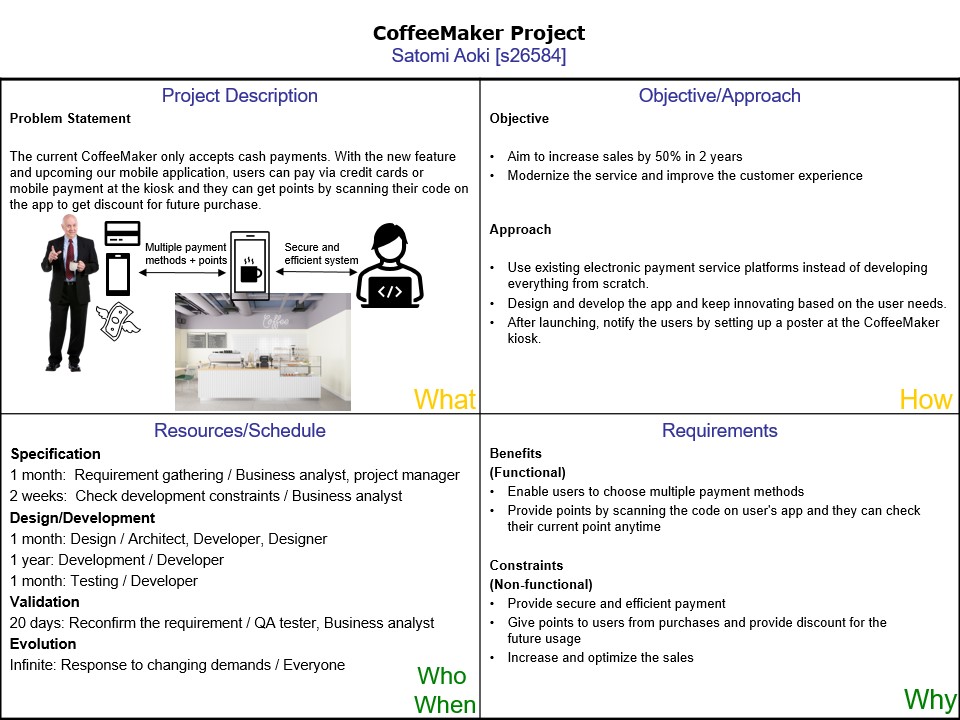 CoffeeMaker Project
Satomi Aoki [s26584]
Project Description
Problem Statement
The current CoffeeMaker only accepts cash payments. With the new feature
and upcoming our mobile application, users can pay via credit cards or
mobile payment at the kiosk and they can get points by scanning their code on
the app to get discount for future purchase.
Multiple payment
methods + points
Secure and
efficient system
</>
Coffee
What
Objective/Approach
Objective
• Aim to increase sales by 50% in 2 years
• Modernize the service and improve the customer experience
Approach
• Use existing electronic payment service platforms instead of developing
everything from scratch.
• Design and develop the app and keep innovating based on the user needs.
• After launching, notify the users by setting up a poster at the CoffeeMaker
kiosk.
How
Resources/Schedule
Specification
1 month: Requirement gathering / Business analyst, project manager
2 weeks: Check development constraints / Business analyst
Design/Development
1 month: Design / Architect, Developer, Designer
1 year: Development / Developer
1 month: Testing / Developer
Validation
20 days: Reconfirm the requirement / QA tester, Business analyst
Evolution
Infinite: Response to changing demands / Everyone
Who
When
Requirements
Benefits
(Functional)
• Enable users to choose multiple payment methods
• Provide points by scanning the code on user's app and they can check
their current point anytime
Constraints
(Non-functional)
• Provide secure and efficient payment
• Give points to users from purchases and provide discount for the
future usage
• Increase and optimize the sales
Why